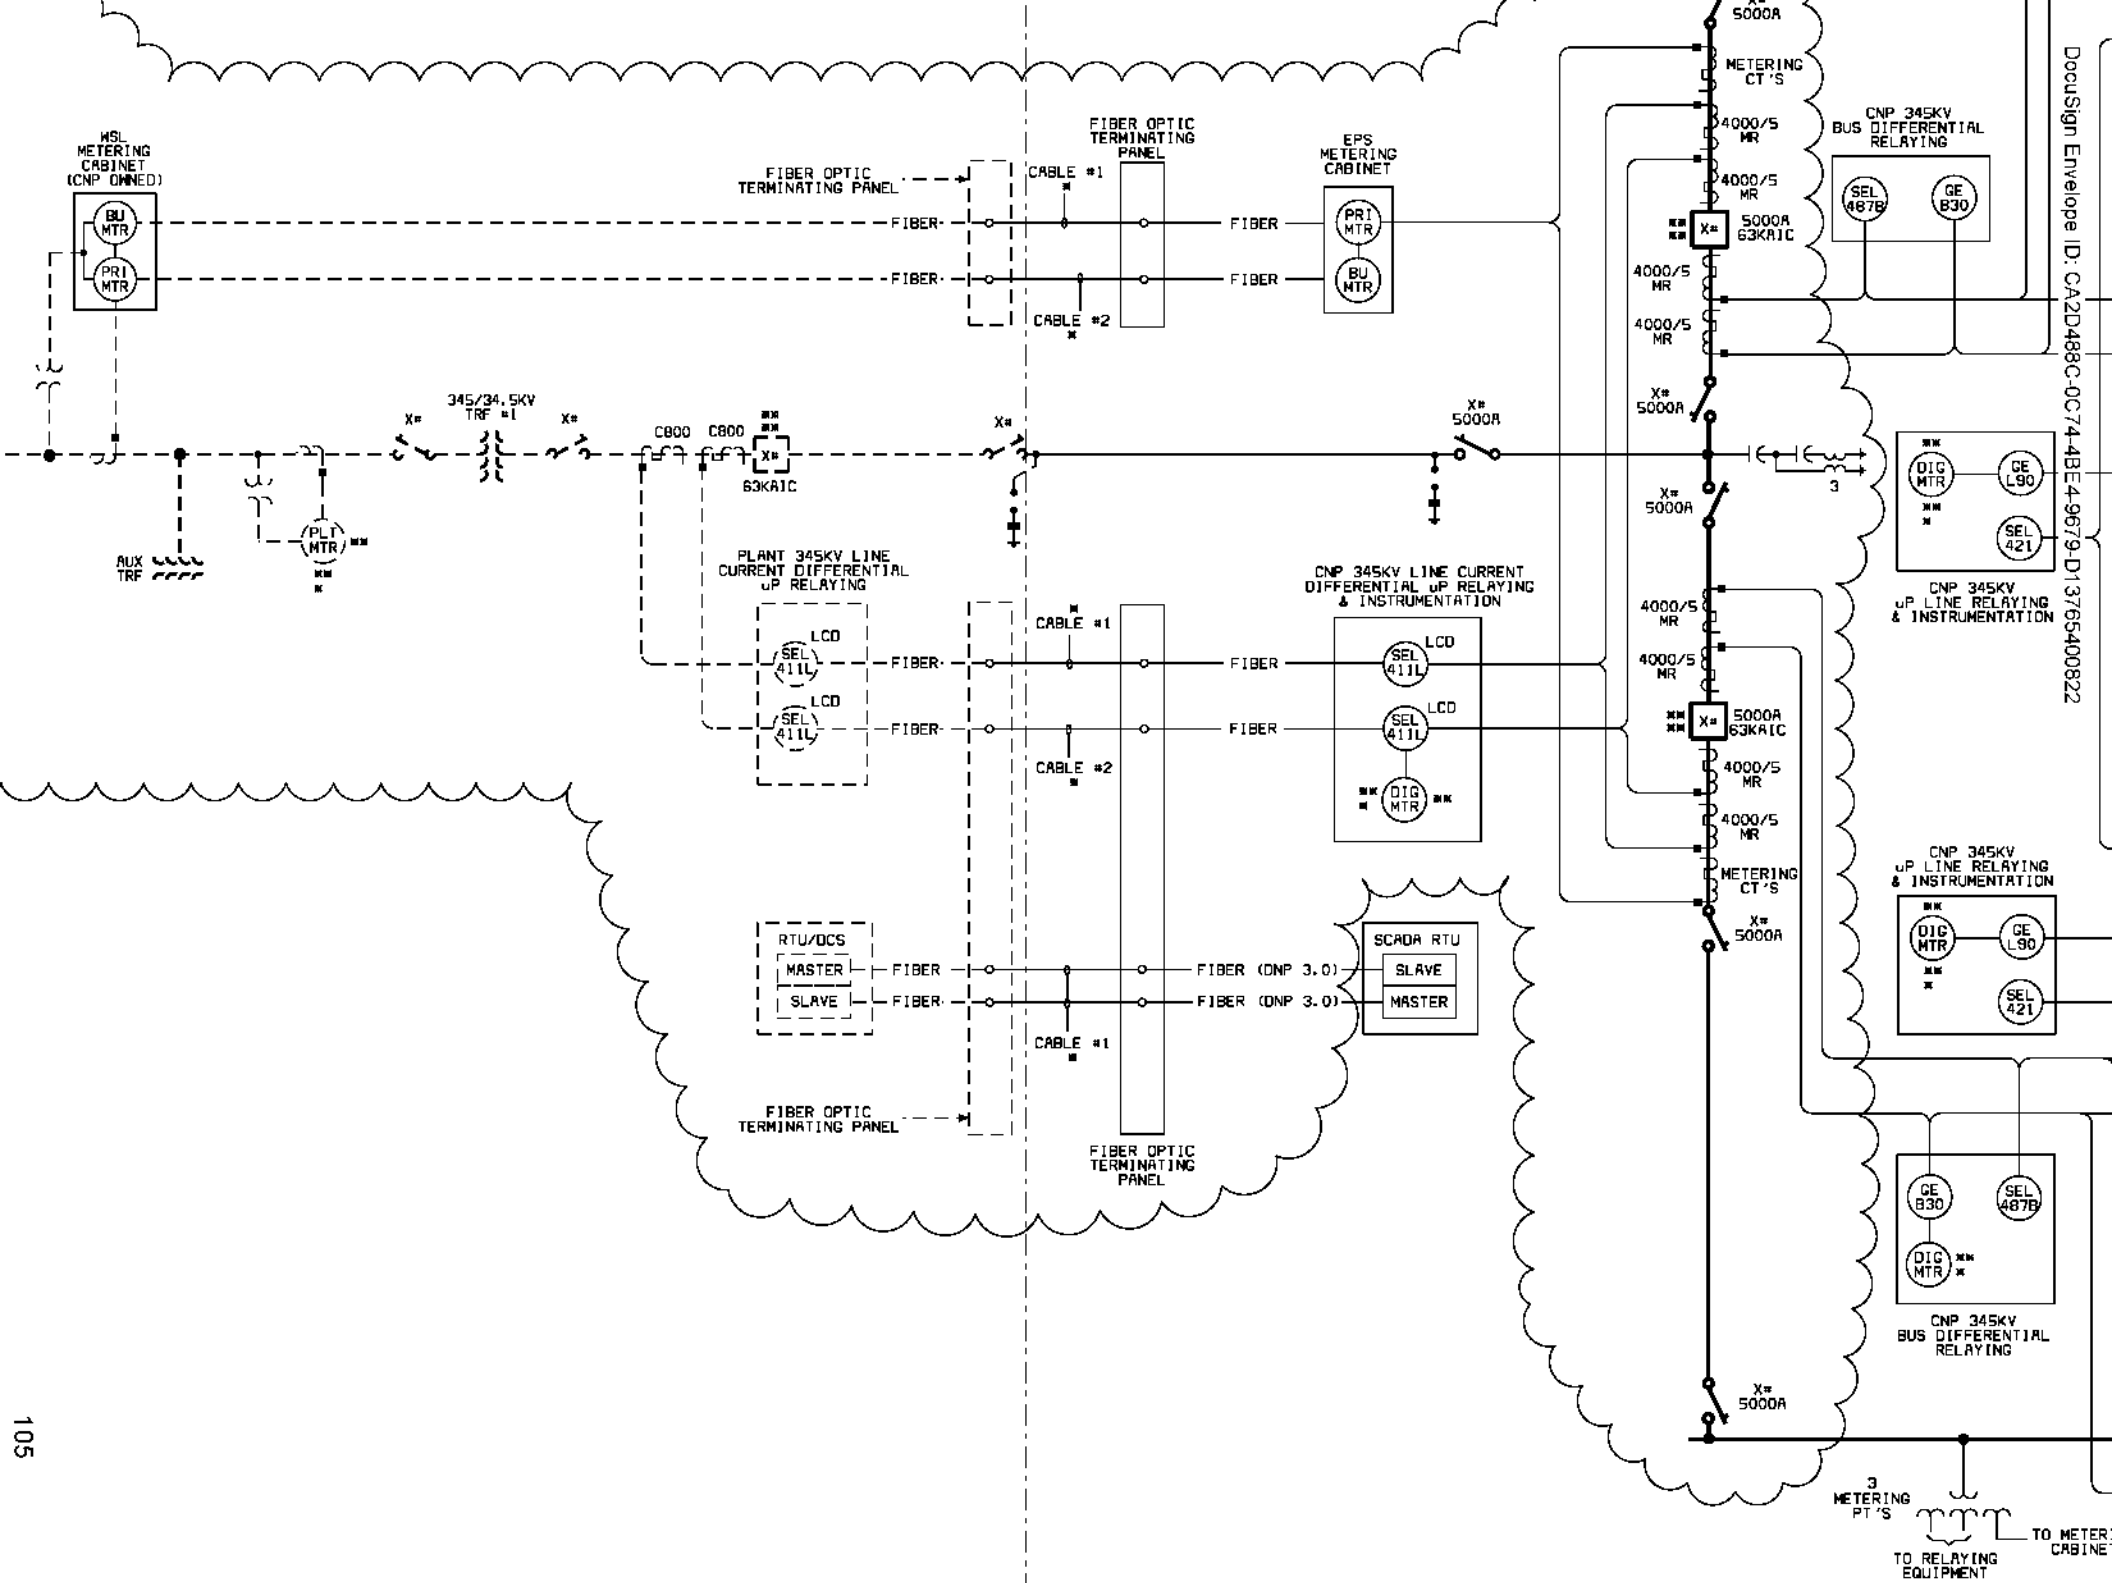 X#
5000A
METERING
CT'S
4000/5
MR
4000/5
MR
X#
5000A
63KAIC
4000/5
MR
4000/5
MR
X#
5000A
CNP 345KV
BUS DIFFERENTIAL
RELAYING
SEL
487B
GE
B30
DocuSign Envelope ID: CA2D488C-0C74-4BE4-9679-D13765400822
WSL
METERING
CABINET
(CNP OWNED)
BU
MTR
PRI
MTR
FIBER OPTIC
TERMINATING PANEL
FIBER
FIBER
CABLE #1
*
CABLE #2
*
FIBER OPTIC
TERMINATING
PANEL
FIBER
FIBER
EPS
METERING
CABINET
PRI
MTR
BU
MTR
345/34.5KV
TRF #1
X#
X#
C800
C800
**
**
X#
63KAIC
X#
X#
5000A
3
AUX
TRF
PLT
MTR
**
**
*
X#
5000A
**
DIG
MTR
**
*
GE
L90
SEL
421
CNP 345KV
uP LINE RELAYING
& INSTRUMENTATION
PLANT 345KV LINE
CURRENT DIFFERENTIAL
uP RELAYING
LCD
SEL
411L
LCD
SEL
411L
FIBER
FIBER
*
CABLE #1
CABLE #2
*
FIBER
FIBER
CNP 345KV LINE CURRENT
DIFFERENTIAL uP RELAYING
& INSTRUMENTATION
LCD
SEL
411L
LCD
SEL
411L
**
*
DIG
MTR
**
4000/5
MR
4000/5
MR
**
**
X#
5000A
63KAIC
4000/5
MR
4000/5
MR
METERING
CT'S
X#
5000A
CNP 345KV
uP LINE RELAYING
& INSTRUMENTATION
**
DIG
MTR
**
*
GE
L90
SEL
421
RTU/DCS
MASTER
SLAVE
FIBER
FIBER
CABLE #1
*
FIBER (DNP 3.0)
FIBER (DNP 3.0)
SCADA RTU
SLAVE
MASTER
FIBER OPTIC
TERMINATING PANEL
FIBER OPTIC
TERMINATING
PANEL
GE
B30
SEL
487B
DIG
MTR
**
*
CNP 345KV
BUS DIFFERENTIAL
RELAYING
X#
5000A
3
METERING
PT'S
TO RELAYING
EQUIPMENT
TO
105